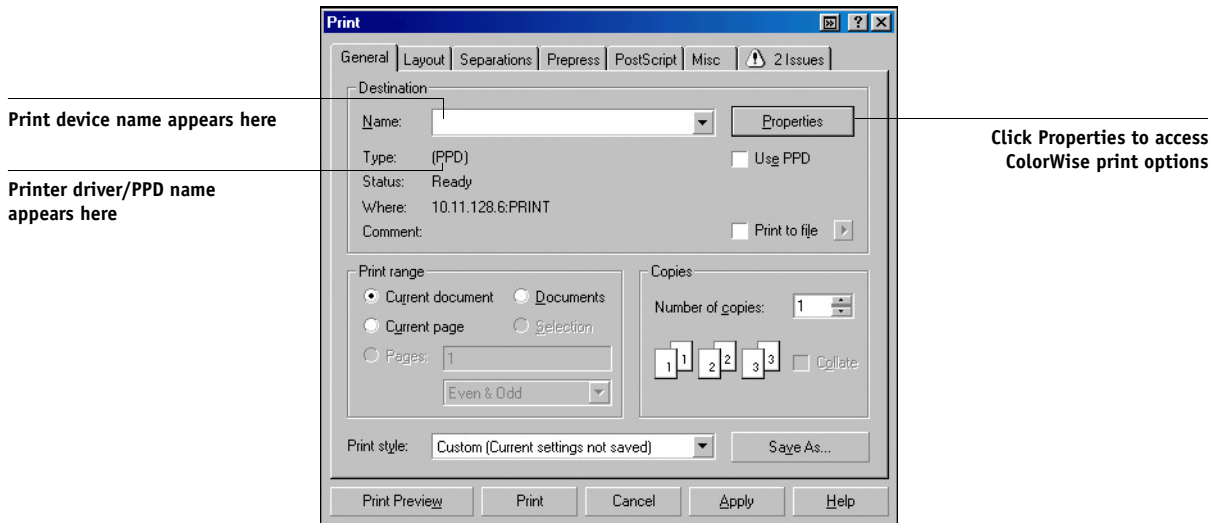 Print
General Layout Separations Prepress PostScript Misc 2 Issues
Destination
Print device name appears here
Name:
Properties
Click Properties to access
ColorWise print options
Type: (PPD)
Use PPD
Printer driver/PPD name
appears here
Status: Ready
Where: 10.11.128.6:PRINT
Comment:
Print to file
Print range
Current document Documents
Current page Selection
Pages: 1
Even & Odd
Copies
Number of copies: 1
1 1 2 2 3 3
Collate
Print style: Custom (Current settings not saved) Save As...
Print Preview Print Cancel Apply Help